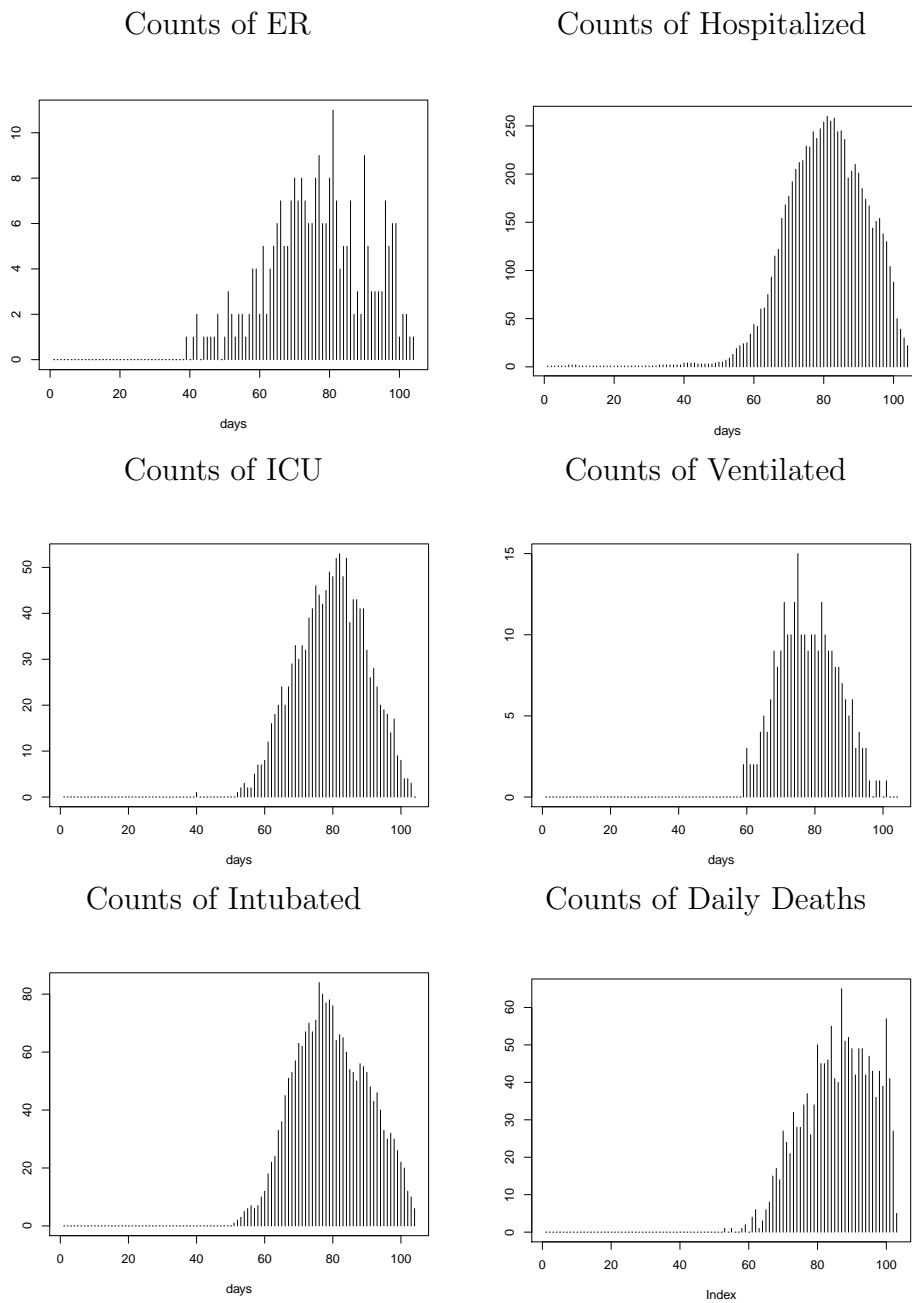 Counts of ER
Counts of Hospitalized
0 2 4 6 8 10
0 20 40 60 80 100
days
0 50 100 150 200 250
0 20 40 60 80 100
days
Counts of ICU
Counts of Ventilated
0 10 20 30 40 50
0 20 40 60 80 100
days
0 5 10 15
0 20 40 60 80 100
days
Counts of Intubated
Counts of Daily Deaths
0 20 40 60 80
0 20 40 60 80 100
days
0 10 20 30 40 50 60
0 20 40 60 80 100
Index